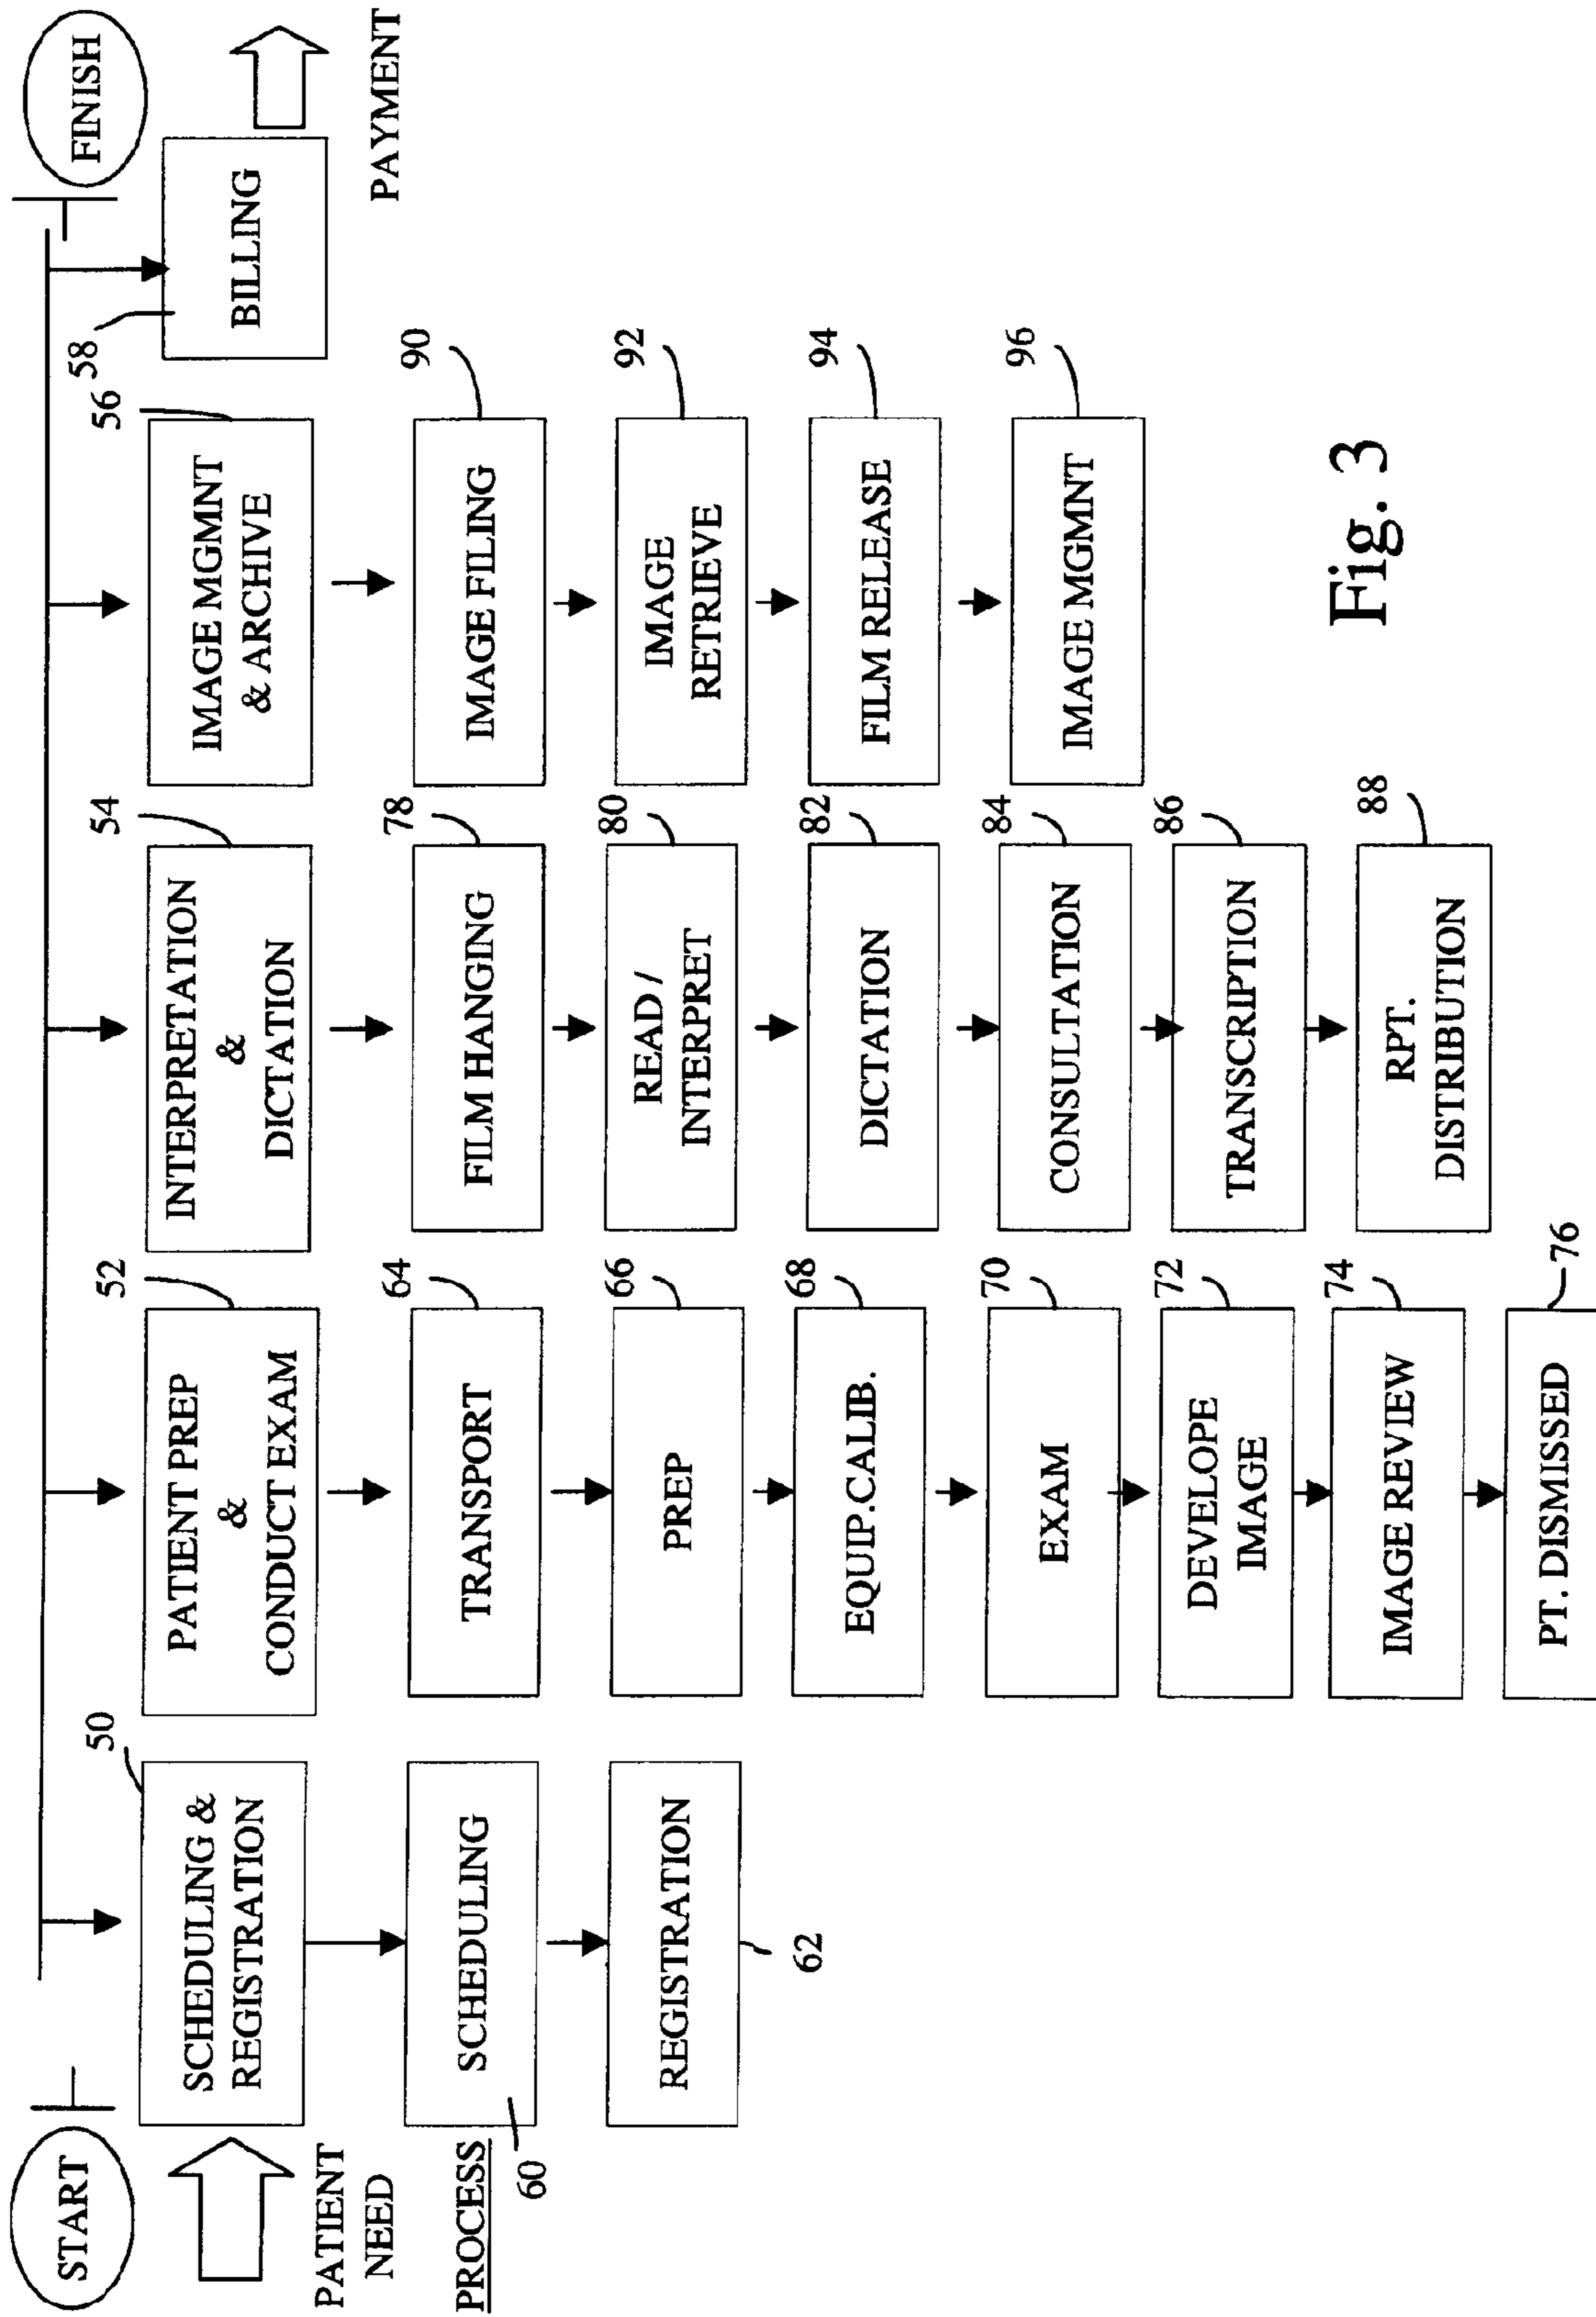 START
FINISH
PATIENT
NEED
PROCESS
50
SCHEDULING &
REGISTRATION
SCHEDULING
60
REGISTRATION
62
52
PATIENT PREP
&
CONDUCT EXAM
64
TRANSPORT
66
PREP
68
EQUIP.CALIB.
70
EXAM
72
DEVELOPE
IMAGE
74
IMAGE REVIEW
76
PT. DISMISSED
54
INTERPRETATION
&
DICTATION
78
FILM HANGING
80
READ /
INTERPRET
82
DICTATION
84
CONSULTATION
86
TRANSCRIPTION
88
RPT.
DISTRIBUTION
56
IMAGE MGMNT
& ARCHIVE
90
IMAGE FILING
92
IMAGE
RETRIEVE
94
FILM RELEASE
96
IMAGE MGMNT
58
BILLING
PAYMENT
Fig. 3